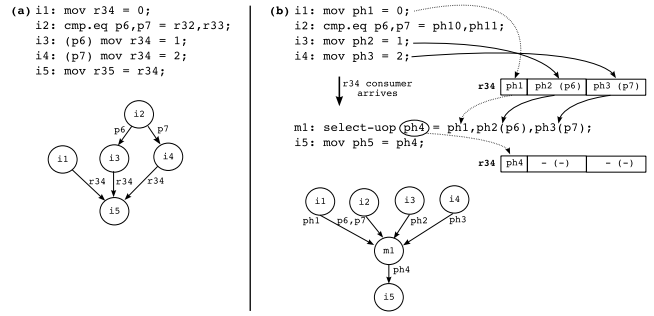 (a) i1: mov r34 = 0;
i2: cmp.eq p6,p7 = r32,r33;
i3: (p6) mov r34 = 1;
i4: (p7) mov r34 = 2;
i5: mov r35 = r34;
i2
p6 p7
i1 i3 i4
r34 r34 r34
i5
(b) i1: mov ph1 = 0;
i2: cmp.eq p6,p7 = ph10,ph11;
i3: mov ph2 = 1;
i4: mov ph3 = 2;
r34 ph1 ph2 (p6) ph3 (p7)
r34 consumer
arrives
m1: select-uop ph4 = ph1,ph2(p6),ph3(p7);
i5: mov ph5 = ph4;
r34 ph4 - (-) - (-)
i1 i2 i3 i4
ph1 p6,p7 ph2 ph3
m1
ph4
i5